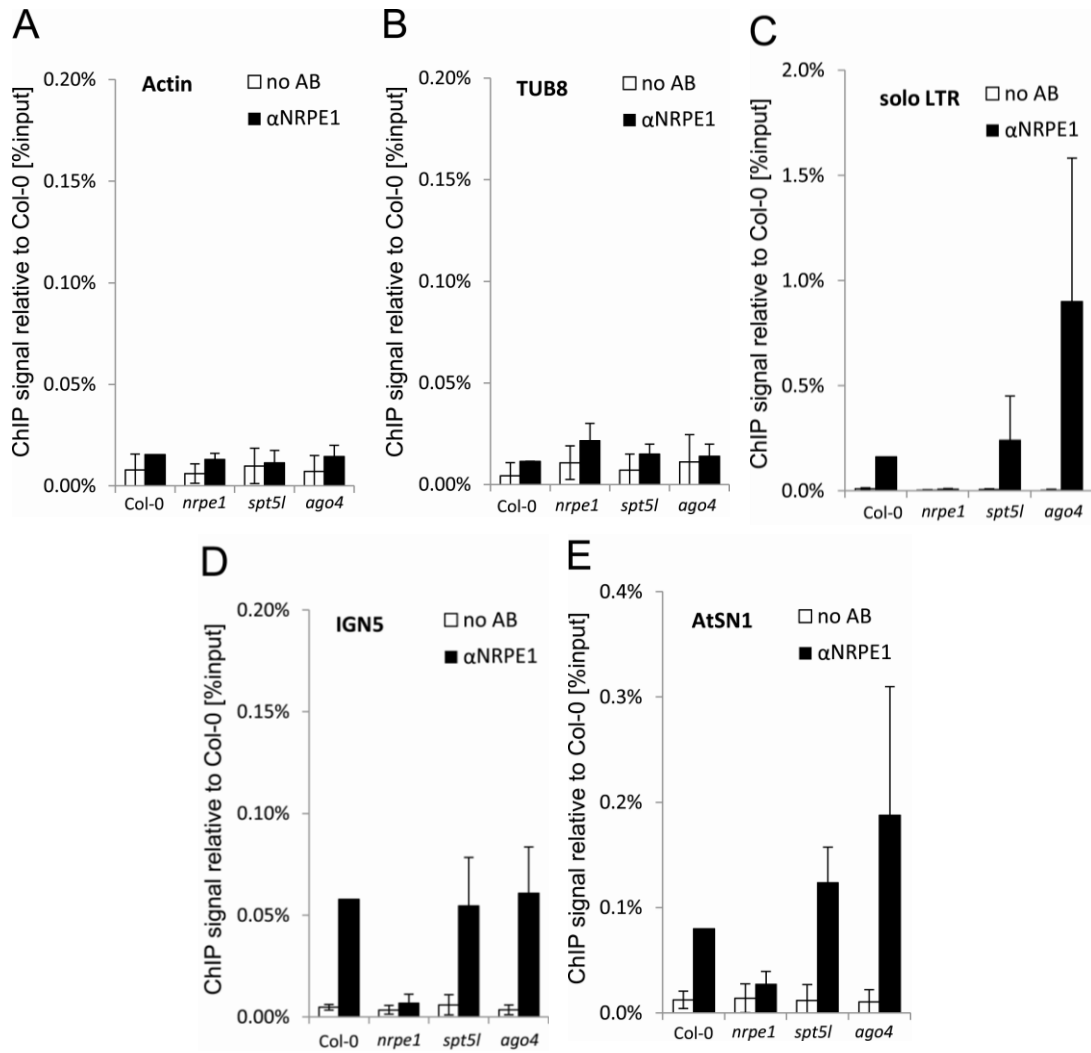 A
ChIP signal relative to Col-0 [%input]
0.20%
0.15%
0.10%
0.05%
0.00%
Actin
no AB
αNRPE1
Col-0 nrpe1 spt5l ago4
B
ChIP signal relative to Col-0 [%input]
0.20%
0.15%
0.10%
0.05%
0.00%
TUB8
no AB
αNRPE1
Col-0 nrpe1 spt5l ago4
C
ChIP signal relative to Col-0 [%input]
2.0%
1.5%
1.0%
0.5%
0.0%
solo LTR
no AB
αNRPE1
Col-0 nrpe1 spt5l ago4
D
ChIP signal relative to Col-0 [%input]
0.20%
0.15%
0.10%
0.05%
0.00%
IGN5
no AB
αNRPE1
Col-0 nrpe1 spt5l ago4
E
ChIP signal relative to Col-0 [%input]
0.4%
0.3%
0.2%
0.1%
0.0%
AtSN1
no AB
αNRPE1
Col-0 nrpe1 spt5l ago4